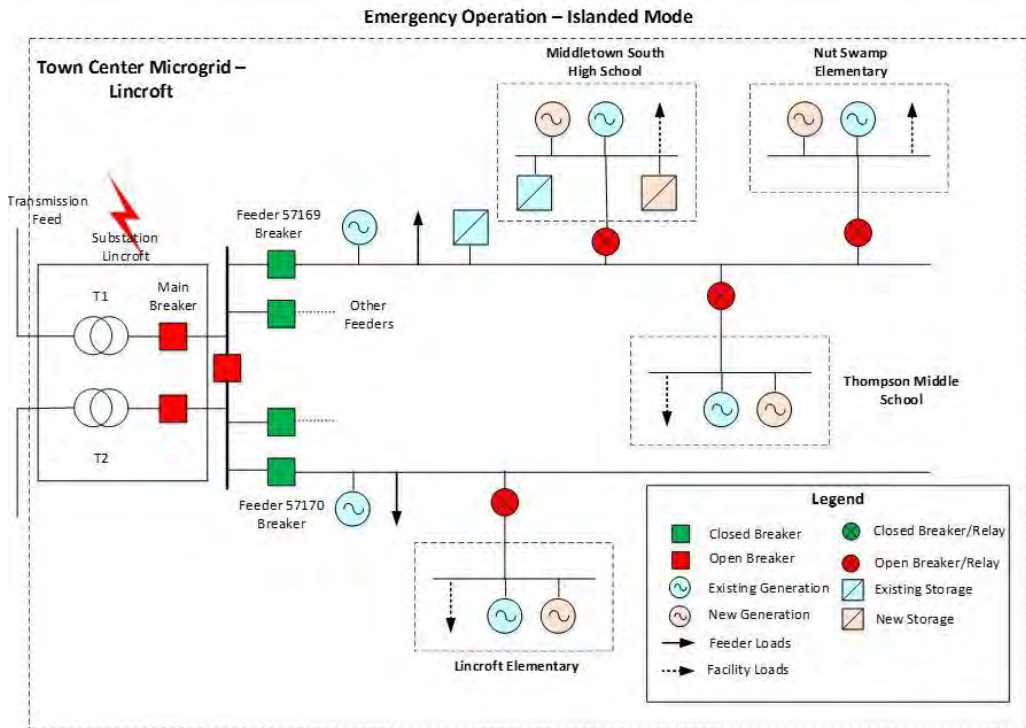 Emergency Operation – Islanded Mode
Town Center Microgrid –
Lincroft
Middletown South
High School
Nut Swamp
Elementary
Transmission
Feed
Substation
Lincroft
Feeder 57169
Breaker
T1
Main
Breaker
Other
Feeders
Thompson Middle
School
T2
Feeder 57170
Breaker
Lincroft Elementary
Legend
Closed Breaker
Closed Breaker/Relay
Open Breaker
Open Breaker/Relay
Existing Generation
Existing Storage
New Generation
New Storage
Feeder Loads
Facility Loads